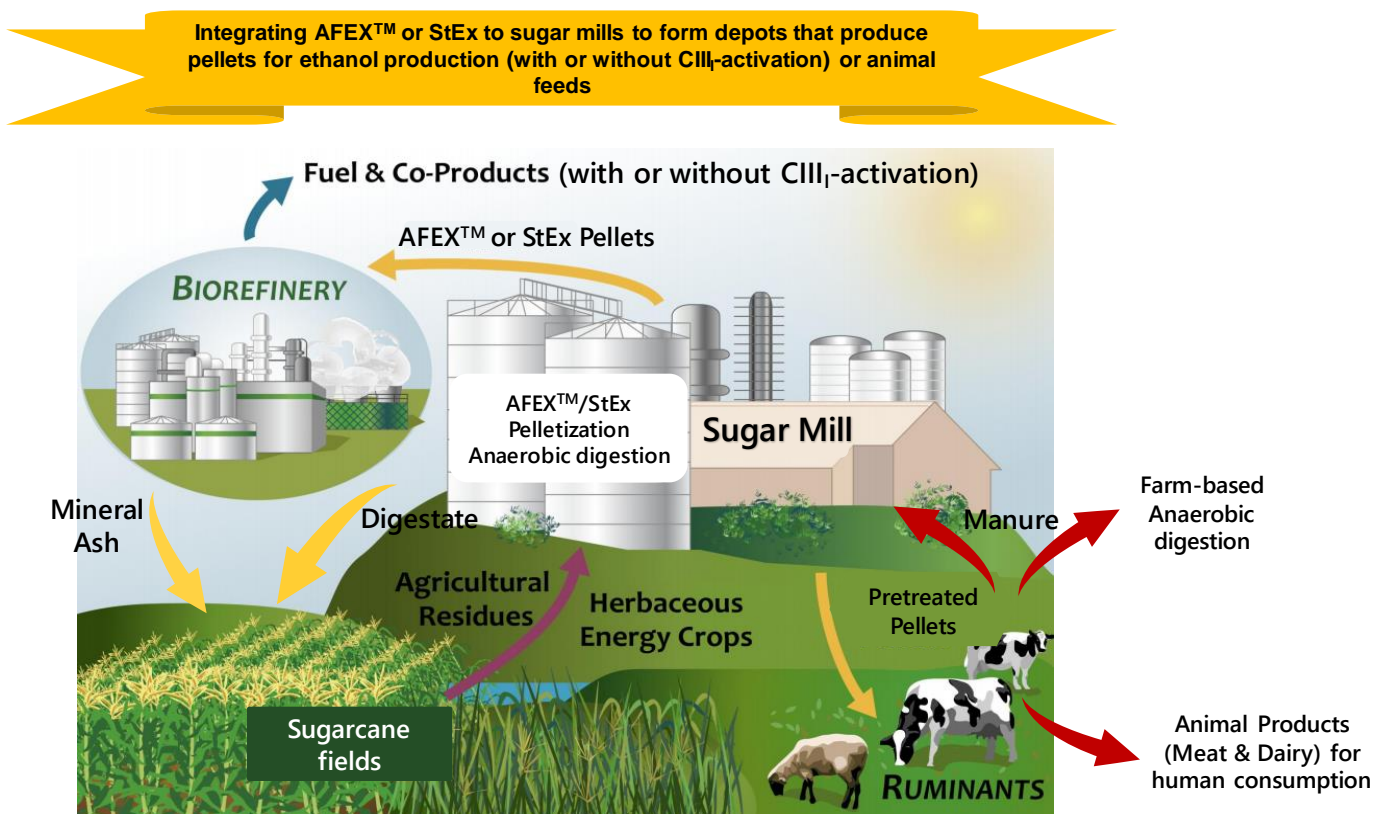 Integrating AFEX™ or StEx to sugar mills to form depots that produce
pellets for ethanol production (with or without CIIII-activation) or animal
feeds
Fuel & Co-Products (with or without CIIII-activation)
AFEX™ or StEx Pellets
BIOREFINERY
AFEX™/StEx
Pelletization
Anaerobic digestion
Sugar Mill
Mineral
Ash
Digestate
Manure
Farm-based
Anaerobic
digestion
Agricultural
Residues
Herbaceous
Energy Crops
Pretreated
Pellets
Sugarcane
fields
RUMINANTS
Animal Products
(Meat & Dairy) for
human consumption